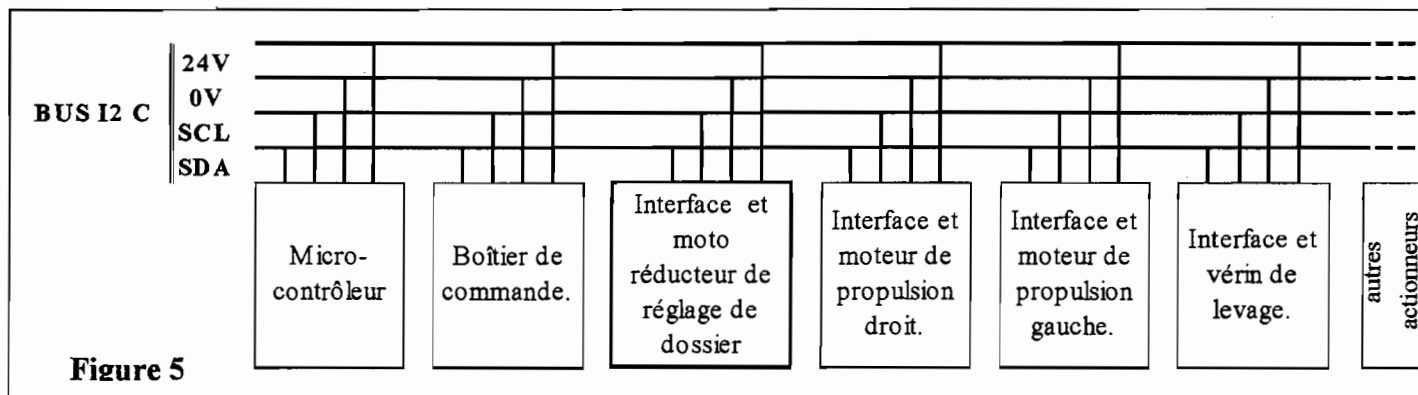 BUS I2 C
24V
0V
SCL
SDA
Micro-
contrôleur
Boîtier de
commande.
Interface et
moto
réducteur de
réglage de
dossier
Interface et
moteur de
propulsion
droit.
Interface et
moteur de
propulsion
gauche.
Interface et
vérin de
levage.
autres
actionneurs
Figure 5